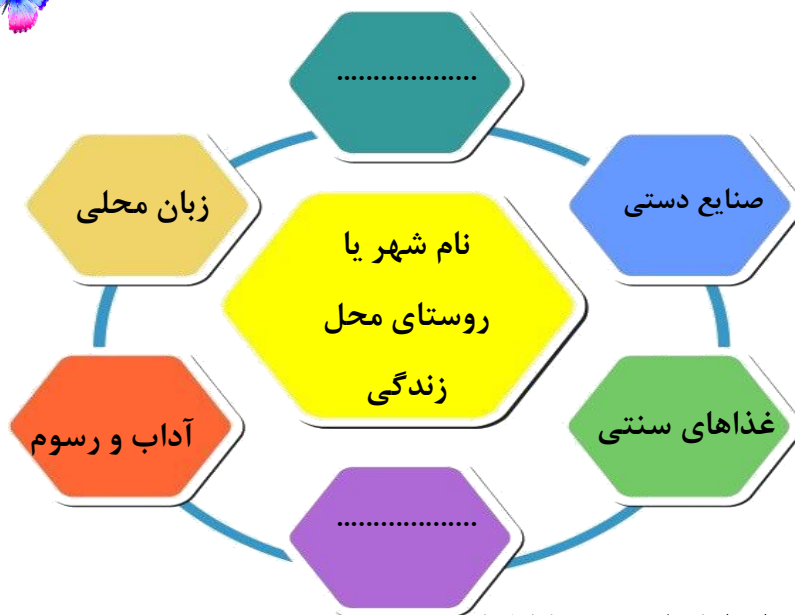 ...................
صنایع دستی
زبان محلی
نام شهر یا
روستای محل
زندگی
غذاهای سنتی
آداب و رسوم
...................